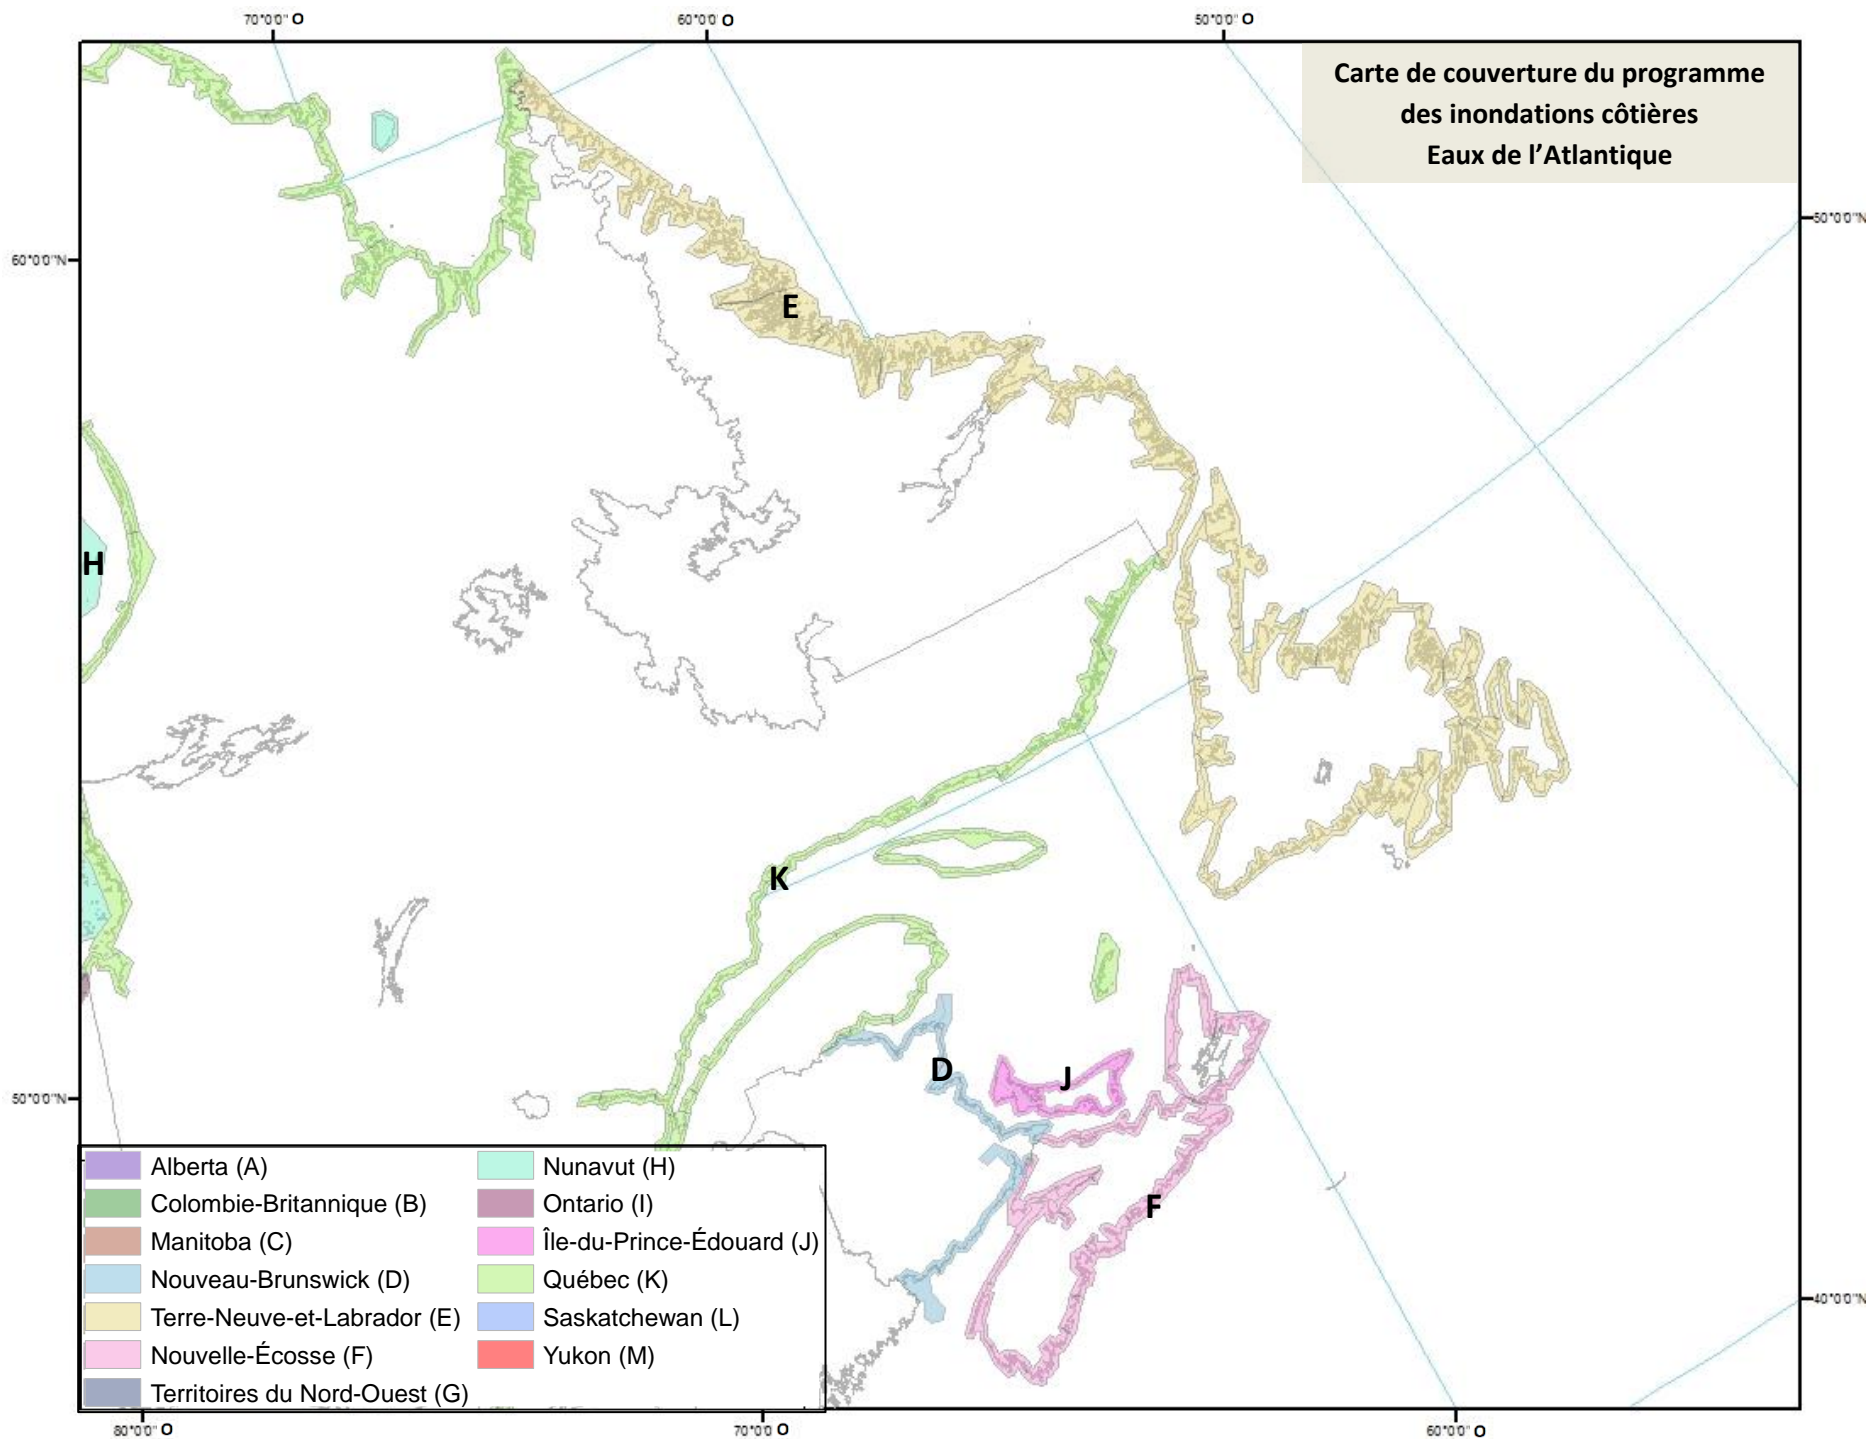 70°0'0" O
60°0'0" O
50°0'0" O
Carte de couverture du programme
des inondations côtières
Eaux de l'Atlantique
50°0'0"N
60°0'0"N
E
H
K
D
J
50°0'0"N
F
Alberta (A)
Colombie-Britannique (B)
Manitoba (C)
Nouveau-Brunswick (D)
Terre-Neuve-et-Labrador (E)
Nouvelle-Écosse (F)
Territoires du Nord-Ouest (G)
Nunavut (H)
Ontario (I)
Île-du-Prince-Édouard (J)
Québec (K)
Saskatchewan (L)
Yukon (M)
40°0'0"N
80°0'0" O
70°0'0" O
60°0'0" O